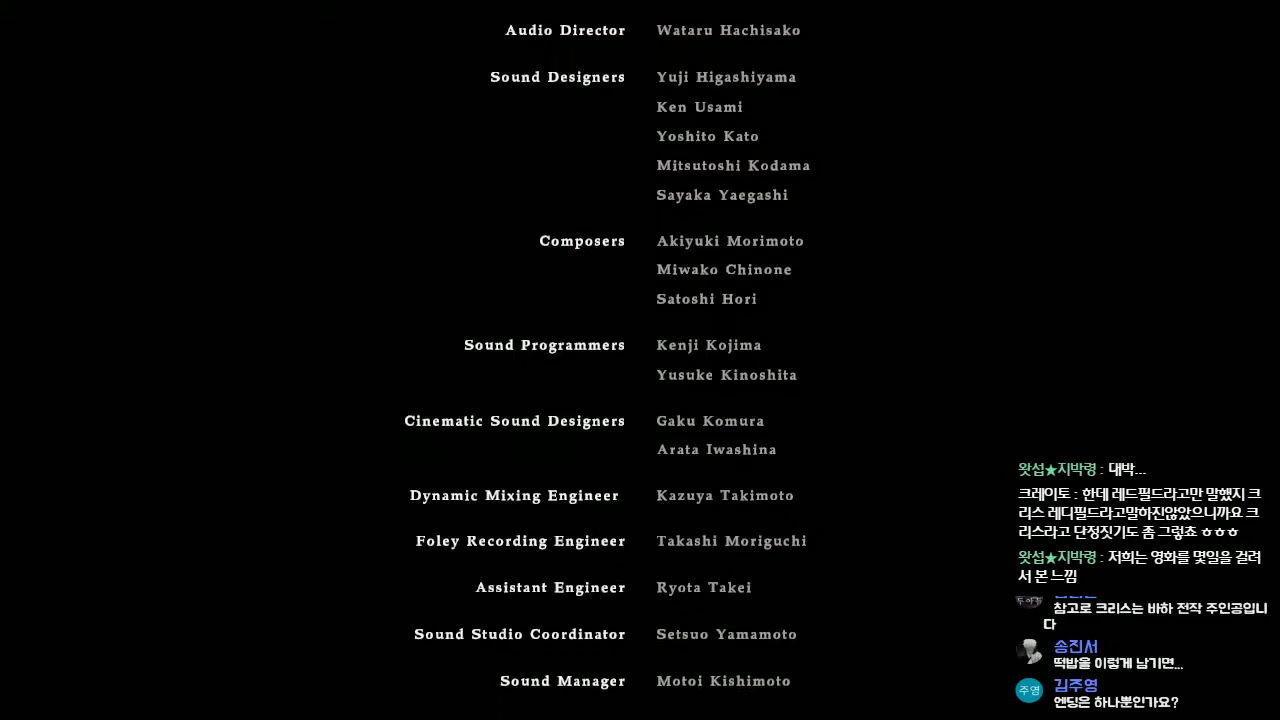 Audio Director Wataru Hachisako
Sound Designers Yuji Higashiyama
Ken Usami
Yoshito Kato
Mitsutoshi Kodama
Sayaka Yaegashi
Composers Akiyuki Morimoto
Miwako Chinone
Satoshi Hori
Sound Programmers Kenji Kojima
Yusuke Kinoshita
Cinematic Sound Designers Gaku Komura
Arata Iwashina
Dynamic Mixing Engineer Kazuya Takimoto
Foley Recording Engineer Takashi Moriguchi
Assistant Engineer Ryota Takei
Sound Studio Coordinator Setsuo Yamamoto
Sound Manager Motoi Kishimoto
왓섭★지박령 : 대박...
크레이토 : 한데 레드필드라고만 말했지 크
리스 레디필드라고말하진않았으니까요 크
리스라고 단정짓기도 좀 그렇죠 ㅎㅎㅎ
왓섭★지박령 : 저희는 영화를 몇일을 걸려
서 본 느낌
참고로 크리스는 바하 전작 주인공입니
다
송진서
떡밥을 이렇게 남기면...
주영
김주영
엔딩은 하나뿐인가요?